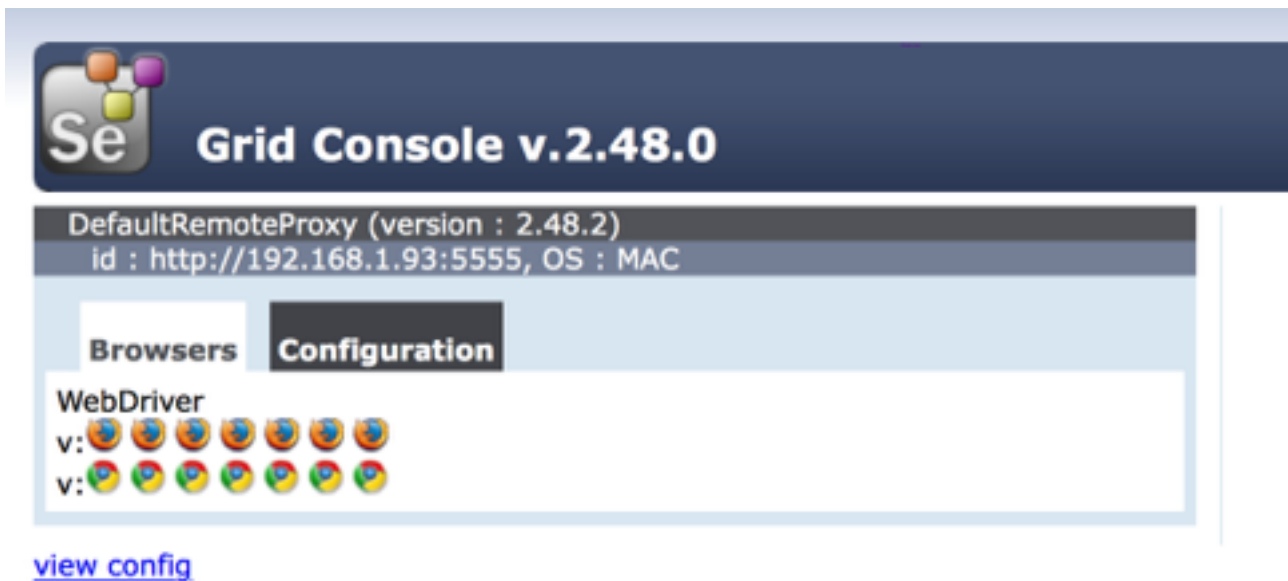 Se
Grid Console v.2.48.0
DefaultRemoteProxy (version : 2.48.2)
id : http://192.168.1.93:5555, OS : MAC
Browsers
Configuration
WebDriver
v:
v:
view config